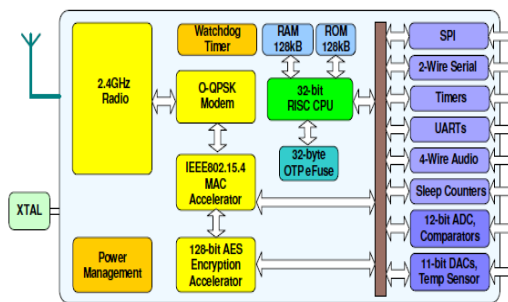 2.4GHz
Radio
Watchdog
Timer
RAM
128kB
ROM
128kB
O-QPSK
Modem
32-bit
RISC CPU
32-byte
OTP eFuse
IEEE802.15.4
MAC
Accelerator
128-bit AES
Encryption
Accelerator
XTAL
Power
Management
SPI
2-Wire Serial
Timers
UARTs
4-Wire Audio
Sleep Counters
12-bit ADC,
Comparators
11-bit DACs,
Temp Sensor